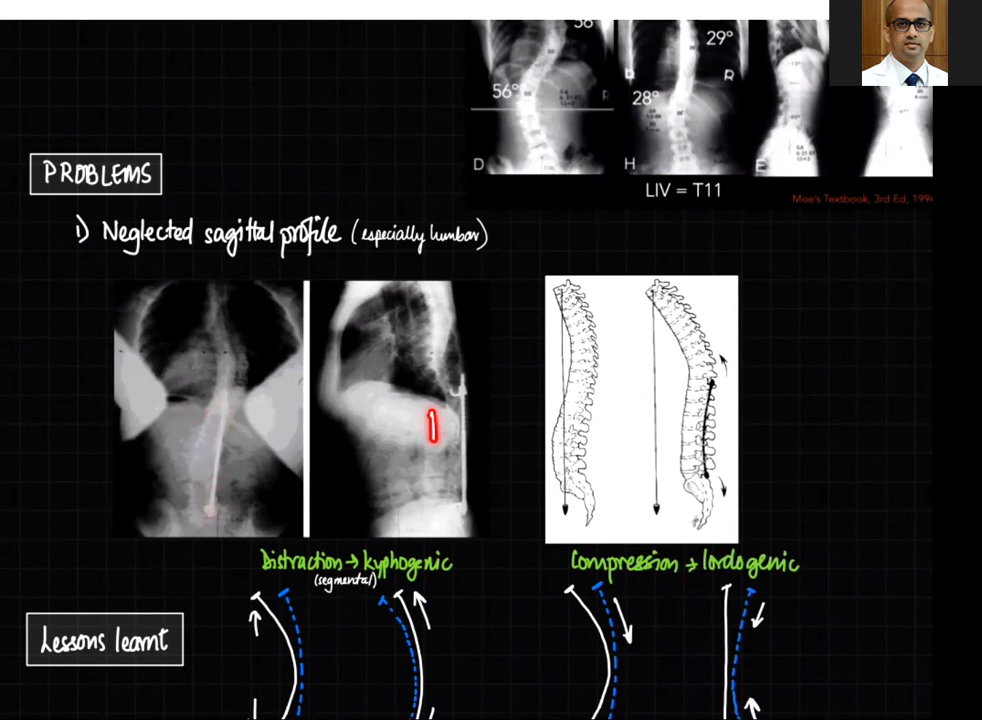 58
29°
56°
28°
R
R
D
H
E
LIV = T11
Moe's Textbook, 3rd Ed, 199
PROBLEMS
1) Neglected sagittal profile (especially lumbar)
Distraction → kyphogenic
(segmental)
Compression → lordogenic
Lessons learnt